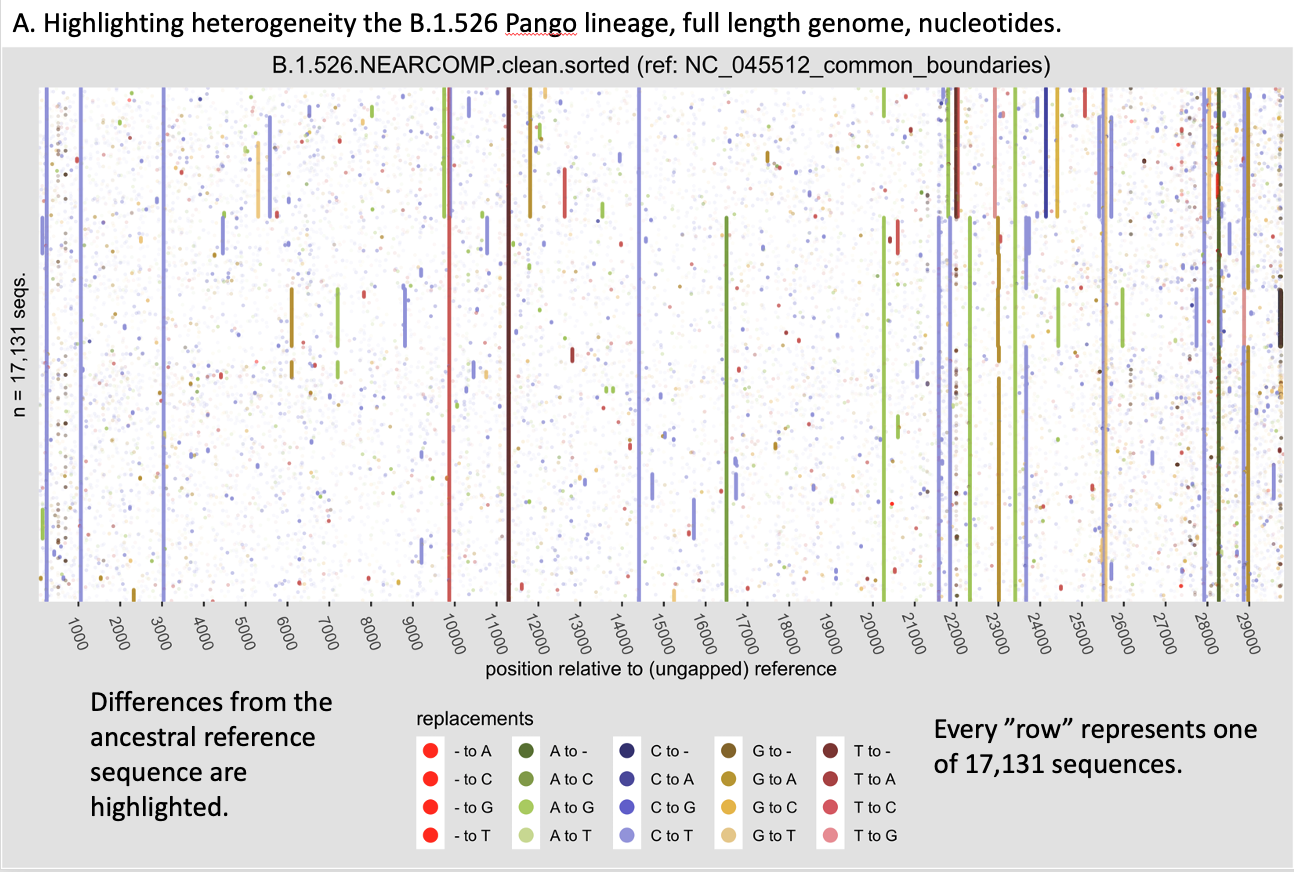 A. Highlighting heterogeneity the B.1.526 Pango lineage, full length genome, nucleotides.
B.1.526.NEARCOMP.clean.sorted (ref: NC_045512_common_boundaries)
n = 17,131 seqs.
1000 2000 3000 4000 5000 6000 7000 8000 9000 10000 11000 12000 13000 14000 15000 16000 17000 18000 19000 20000 21000 22000 23000 24000 25000 26000 27000 28000 29000
position relative to (ungapped) reference
Differences from the
ancestral reference
sequence are
highlighted.
replacements
- to A A to - C to - G to - T to -
- to C A to C C to A G to A T to A
- to G A to G C to G G to C T to C
- to T A to T C to T G to T T to G
Every ”row” represents one
of 17,131 sequences.